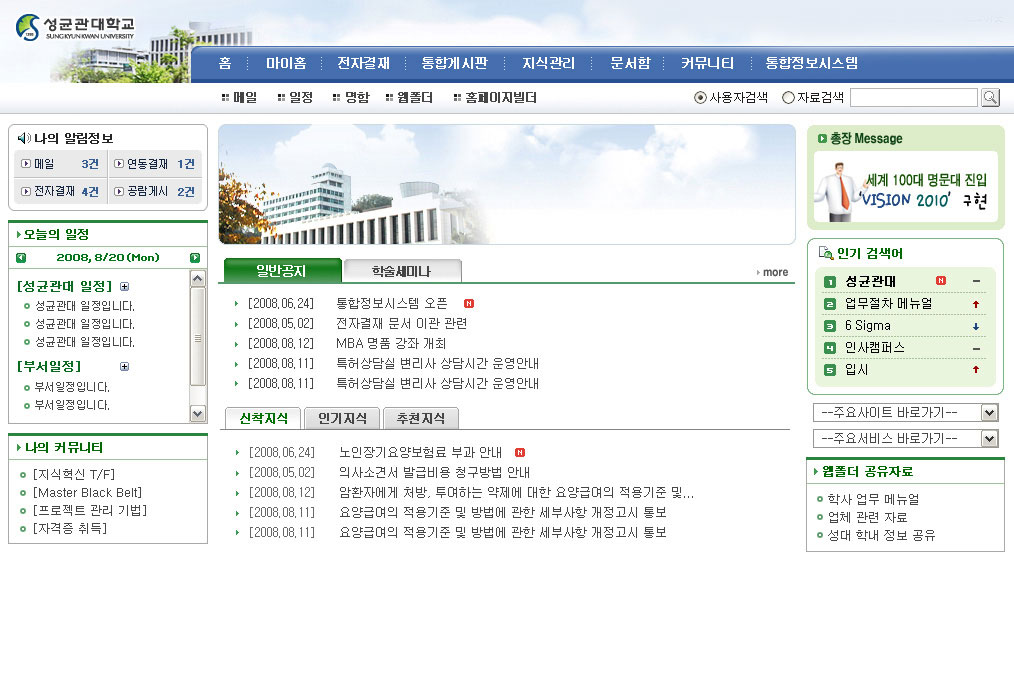 성균관대학교
SUNGKYUNKWAN UNIVERSITY
홈 마이홈 전자결재 통합게시판 지식관리 문서함 커뮤니티 통합정보시스템
메일 일정 명함 웹폴더 홈페이지빌더
사용자검색 자료검색
나의 알림정보
메일 3건 연동결재 1건
전자결재 4건 공람게시 2건
오늘의 일정
2008, 8/20 (Mon)
[성균관대 일정]
성균관대 일정입니다.
성균관대 일정입니다.
성균관대 일정입니다.
[부서일정]
부서일정입니다.
부서일정입니다.
나의 커뮤니티
[지식혁신 T/F]
[Master Black Belt]
[프로젝트 관리 기법]
[자격증 취득]
일반공지 학술세미나 more
[2008.06.24] 통합정보시스템 오픈 N
[2008.05.02] 전자결재 문서 이관 관련
[2008.08.12] MBA 명품 강좌 개최
[2008.08.11] 특허상담실 변리사 상담시간 운영안내
[2008.08.11] 특허상담실 변리사 상담시간 운영안내
신착지식 인기지식 추천지식
[2008.06.24] 노인장기요양보험료 부과 안내 N
[2008.05.02] 의사소견서 발급비용 청구방법 안내
[2008.08.12] 암환자에게 처방, 투여하는 약제에 대한 요양급여의 적용기준 및...
[2008.08.11] 요양급여의 적용기준 및 방법에 관한 세부사항 개정고시 통보
[2008.08.11] 요양급여의 적용기준 및 방법에 관한 세부사항 개정고시 통보
총장 Message
세계 100대 명문대 진입
'VISION 2010' 구현
인기 검색어
1 성균관대 N
2 업무절차 메뉴얼
3 6 Sigma
4 인사캠퍼스
5 입시
--주요사이트 바로가기--
--주요서비스 바로가기--
웹폴더 공유자료
학사 업무 메뉴얼
업체 관련 자료
성대 학내 정보 공유